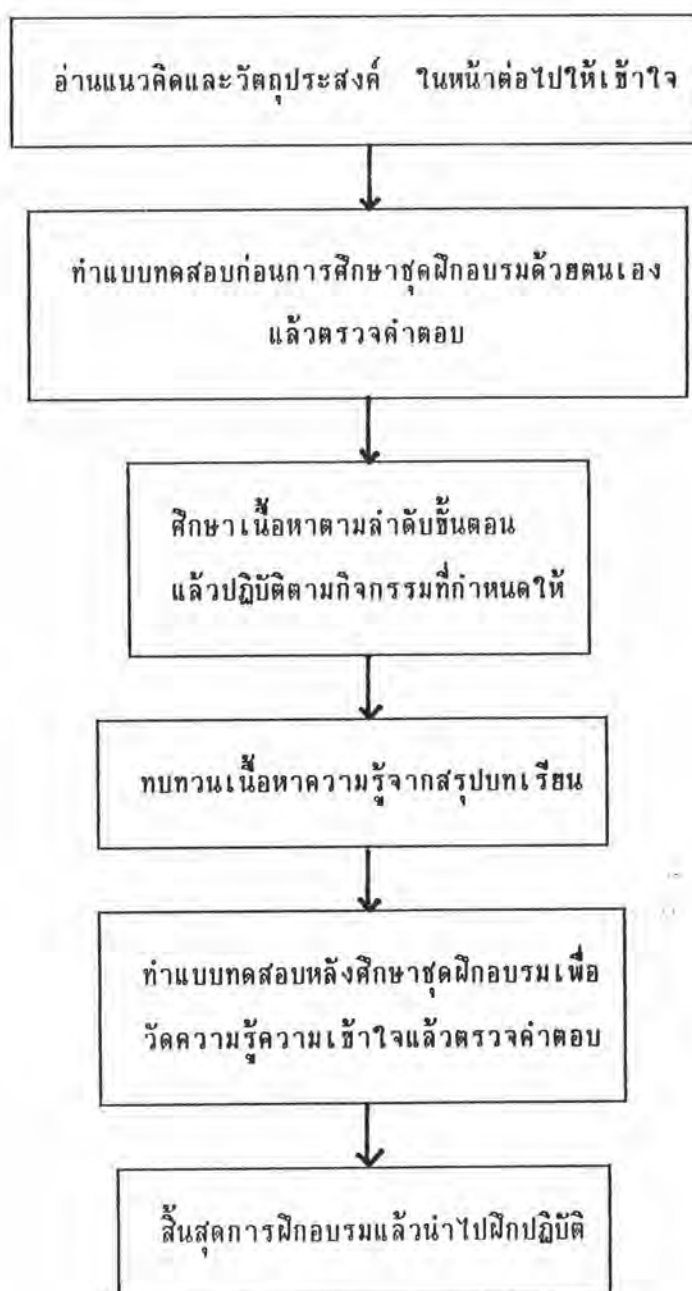 อ่านแนวคิดและวัตถุประสงค์ ในหน้าต่อไปให้เข้าใจ
ทำแบบทดสอบก่อนการศึกษาชุดฝึกอบรมด้วยตนเอง
แล้วตรวจคำตอบ
ศึกษาเนื้อหาตามลำดับขั้นตอน
แล้วปฏิบัติตามกิจกรรมที่กำหนดให้
ทบทวนเนื้อหาความรู้จากสรุปบทเรียน
ทำแบบทดสอบหลังศึกษาชุดฝึกอบรมเพื่อ
วัดความรู้ความเข้าใจแล้วตรวจคำตอบ
สิ้นสุดการฝึกอบรมแล้วนำไปฝึกปฏิบัติ